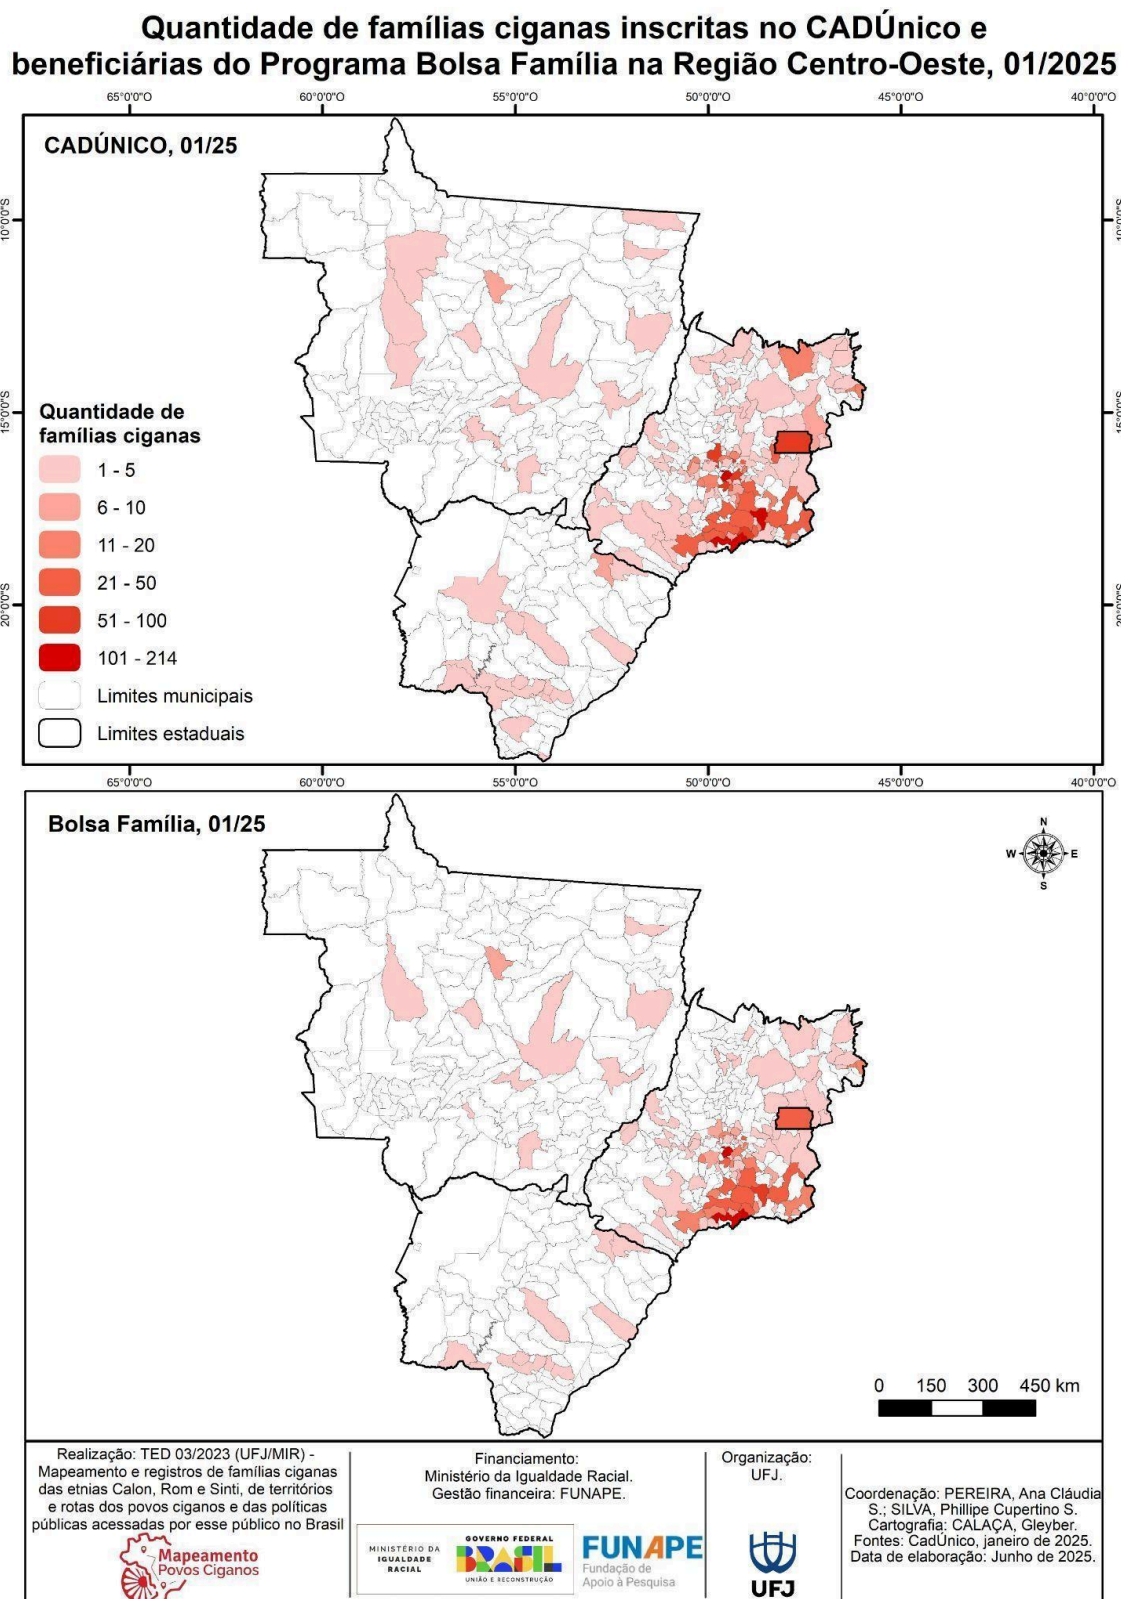 Quantidade de famílias ciganas inscritas no CADÚnico e
beneficiárias do Programa Bolsa Família na Região Centro-Oeste, 01/2025
65°0'0"O 60°0'0"O 55°0'0"O 50°0'0"O 45°0'0"O 40°0'0"O
CADÚNICO, 01/25
10°0'0"S 10°0'0"S
15°0'0"S 15°0'0"S
20°0'0"S 20°0'0"S
Quantidade de
famílias ciganas
1 - 5
6 - 10
11 - 20
21 - 50
51 - 100
101 - 214
Limites municipais
Limites estaduais
65°0'0"O 60°0'0"O 55°0'0"O 50°0'0"O 45°0'0"O 40°0'0"O
Bolsa Família, 01/25
N
W E
S
0 150 300 450 km
Realização: TED 03/2023 (UFJ/MIR) -
Mapeamento e registros de famílias ciganas
das etnias Calon, Rom e Sinti, de territórios
e rotas dos povos ciganos e das políticas
públicas acessadas por esse público no Brasil
Mapeamento
Povos Ciganos
Financiamento:
Ministério da Igualdade Racial.
Gestão financeira: FUNAPE.
MINISTÉRIO DA
IGUALDADE
RACIAL
GOVERNO FEDERAL
BRASIL
UNIÃO E RECONSTRUÇÃO
FUNAPE
Fundação de
Apoio à Pesquisa
Organização:
UFJ.
UFJ
Coordenação: PEREIRA, Ana Cláudia
S.; SILVA, Phillipe Cupertino S.
Cartografia: CALAÇA, Gleyber.
Fontes: CadÚnico, janeiro de 2025.
Data de elaboração: Junho de 2025.